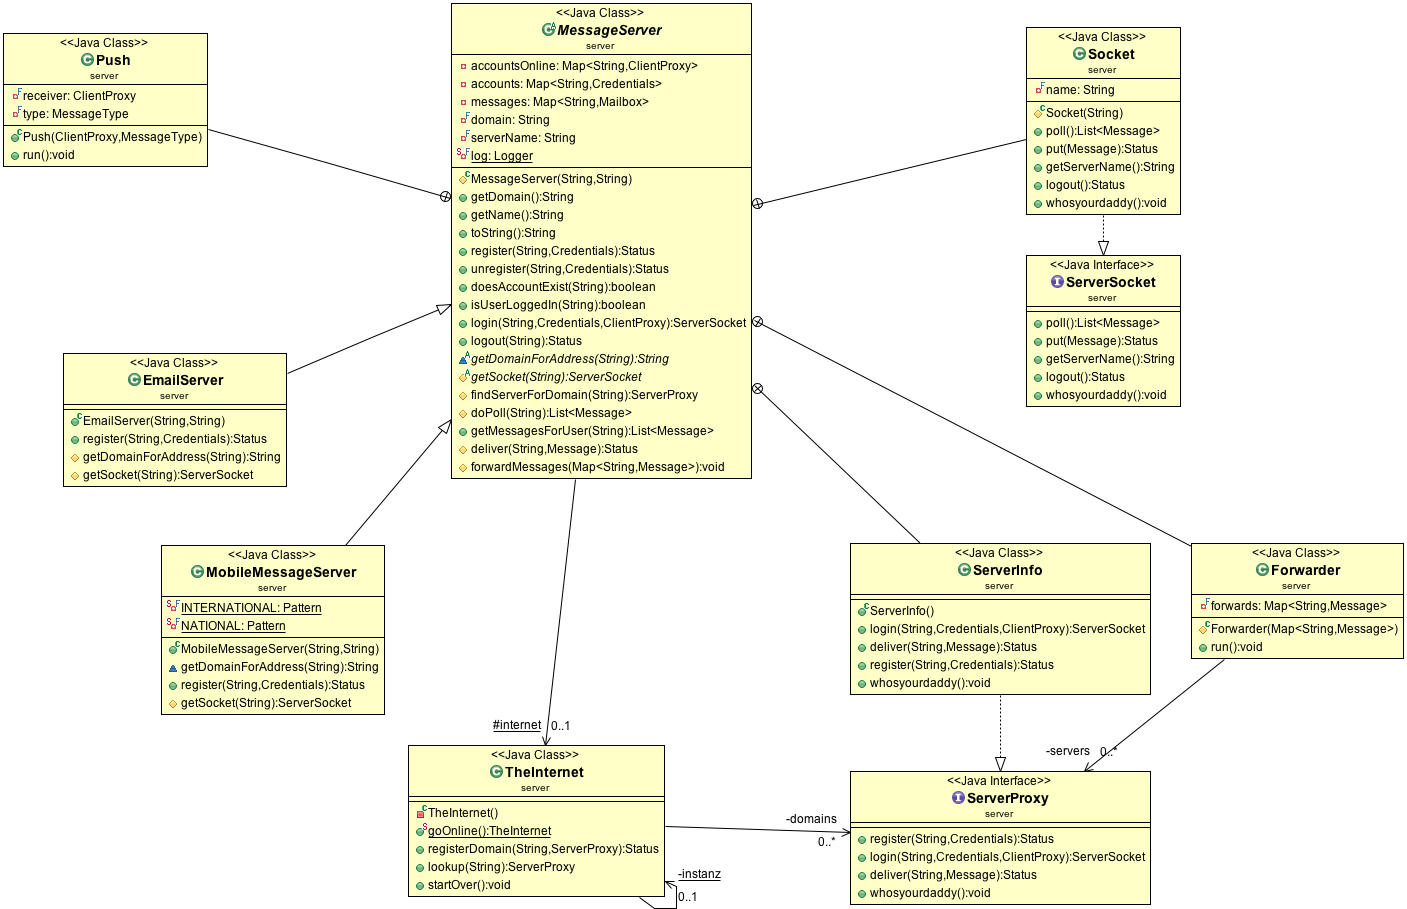 <<Java Class>>
Push
server
receiver: ClientProxy
type: MessageType
Push(ClientProxy,MessageType)
run():void
<<Java Class>>
MessageServer
server
accountsOnline: Map<String,ClientProxy>
accounts: Map<String,Credentials>
messages: Map<String,Mailbox>
domain: String
serverName: String
log: Logger
MessageServer(String,String)
getDomain():String
getName():String
toString():String
register(String,Credentials):Status
unregister(String,Credentials):Status
doesAccountExist(String):boolean
isUserLoggedIn(String):boolean
login(String,Credentials,ClientProxy):ServerSocket
logout(String):Status
getDomainForAddress(String):String
getSocket(String):ServerSocket
findServerForDomain(String):ServerProxy
doPoll(String):List<Message>
getMessagesForUser(String):List<Message>
deliver(String,Message):Status
forwardMessages(Map<String,Message>):void
<<Java Class>>
Socket
server
name: String
Socket(String)
poll():List<Message>
put(Message):Status
getServerName():String
logout():Status
whosyourdaddy():void
<<Java Interface>>
ServerSocket
server
poll():List<Message>
put(Message):Status
getServerName():String
logout():Status
whosyourdaddy():void
<<Java Class>>
EmailServer
server
EmailServer(String,String)
register(String,Credentials):Status
getDomainForAddress(String):String
getSocket(String):ServerSocket
<<Java Class>>
MobileMessageServer
server
INTERNATIONAL: Pattern
NATIONAL: Pattern
MobileMessageServer(String,String)
getDomainForAddress(String):String
register(String,Credentials):Status
getSocket(String):ServerSocket
<<Java Class>>
ServerInfo
server
ServerInfo()
login(String,Credentials,ClientProxy):ServerSocket
deliver(String,Message):Status
register(String,Credentials):Status
whosyourdaddy():void
<<Java Class>>
Forwarder
server
forwards: Map<String,Message>
Forwarder(Map<String,Message>)
run():void
#internet 0..1
-servers 0..*
<<Java Class>>
TheInternet
server
TheInternet()
goOnline():TheInternet
registerDomain(String,ServerProxy):Status
lookup(String):ServerProxy
startOver():void
-domains
0..*
-instanz
0..1
<<Java Interface>>
ServerProxy
server
register(String,Credentials):Status
login(String,Credentials,ClientProxy):ServerSocket
deliver(String,Message):Status
whosyourdaddy():void